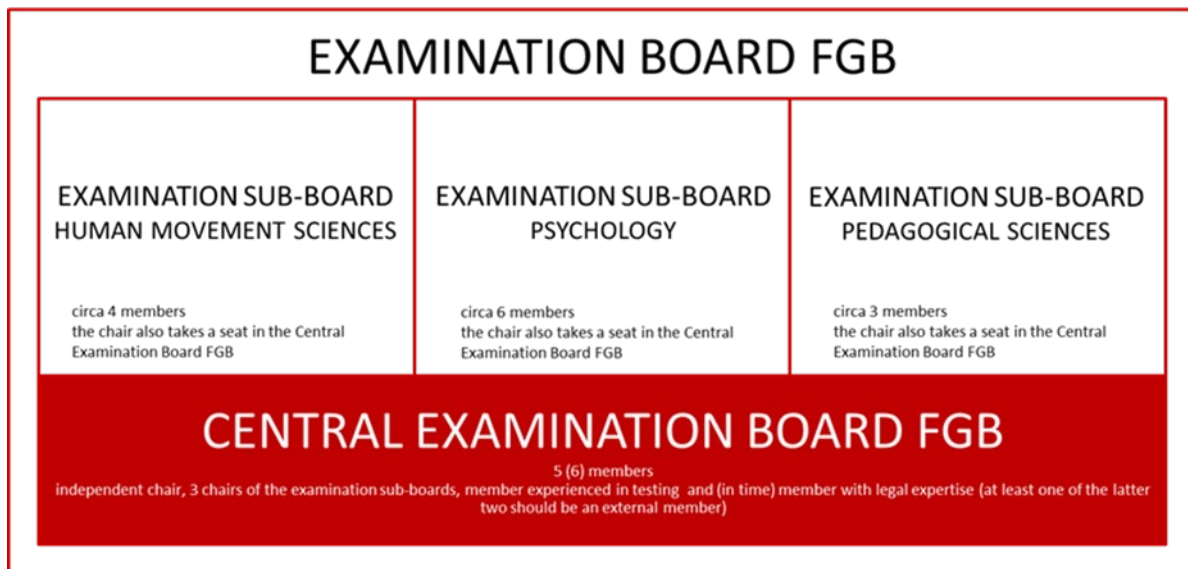 EXAMINATION BOARD FGB
EXAMINATION SUB-BOARD
HUMAN MOVEMENT SCIENCES
circa 4 members
the chair also takes a seat in the Central
Examination Board FGB
EXAMINATION SUB-BOARD
PSYCHOLOGY
circa 6 members
the chair also takes a seat in the Central
Examination Board FGB
EXAMINATION SUB-BOARD
PEDAGOGICAL SCIENCES
circa 3 members
the chair also takes a seat in the Central
Examination Board FGB
CENTRAL EXAMINATION BOARD FGB
5 (6) members
independent chair, 3 chairs of the examination sub-boards, member experienced in testing and (in time) member with legal expertise (at least one of the latter
two should be an external member)